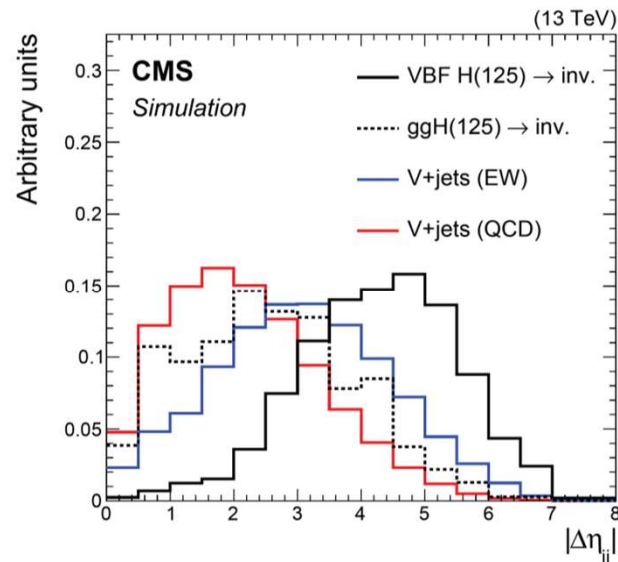 (13 TeV)
Arbitrary units
0.3
0.25
0.2
0.15
0.1
0.05
0
CMS
Simulation
VBF H(125) → inv.
ggH(125) → inv.
V+jets (EW)
V+jets (QCD)
0 1 2 3 4 5 6 7 8
|Δη_jj|